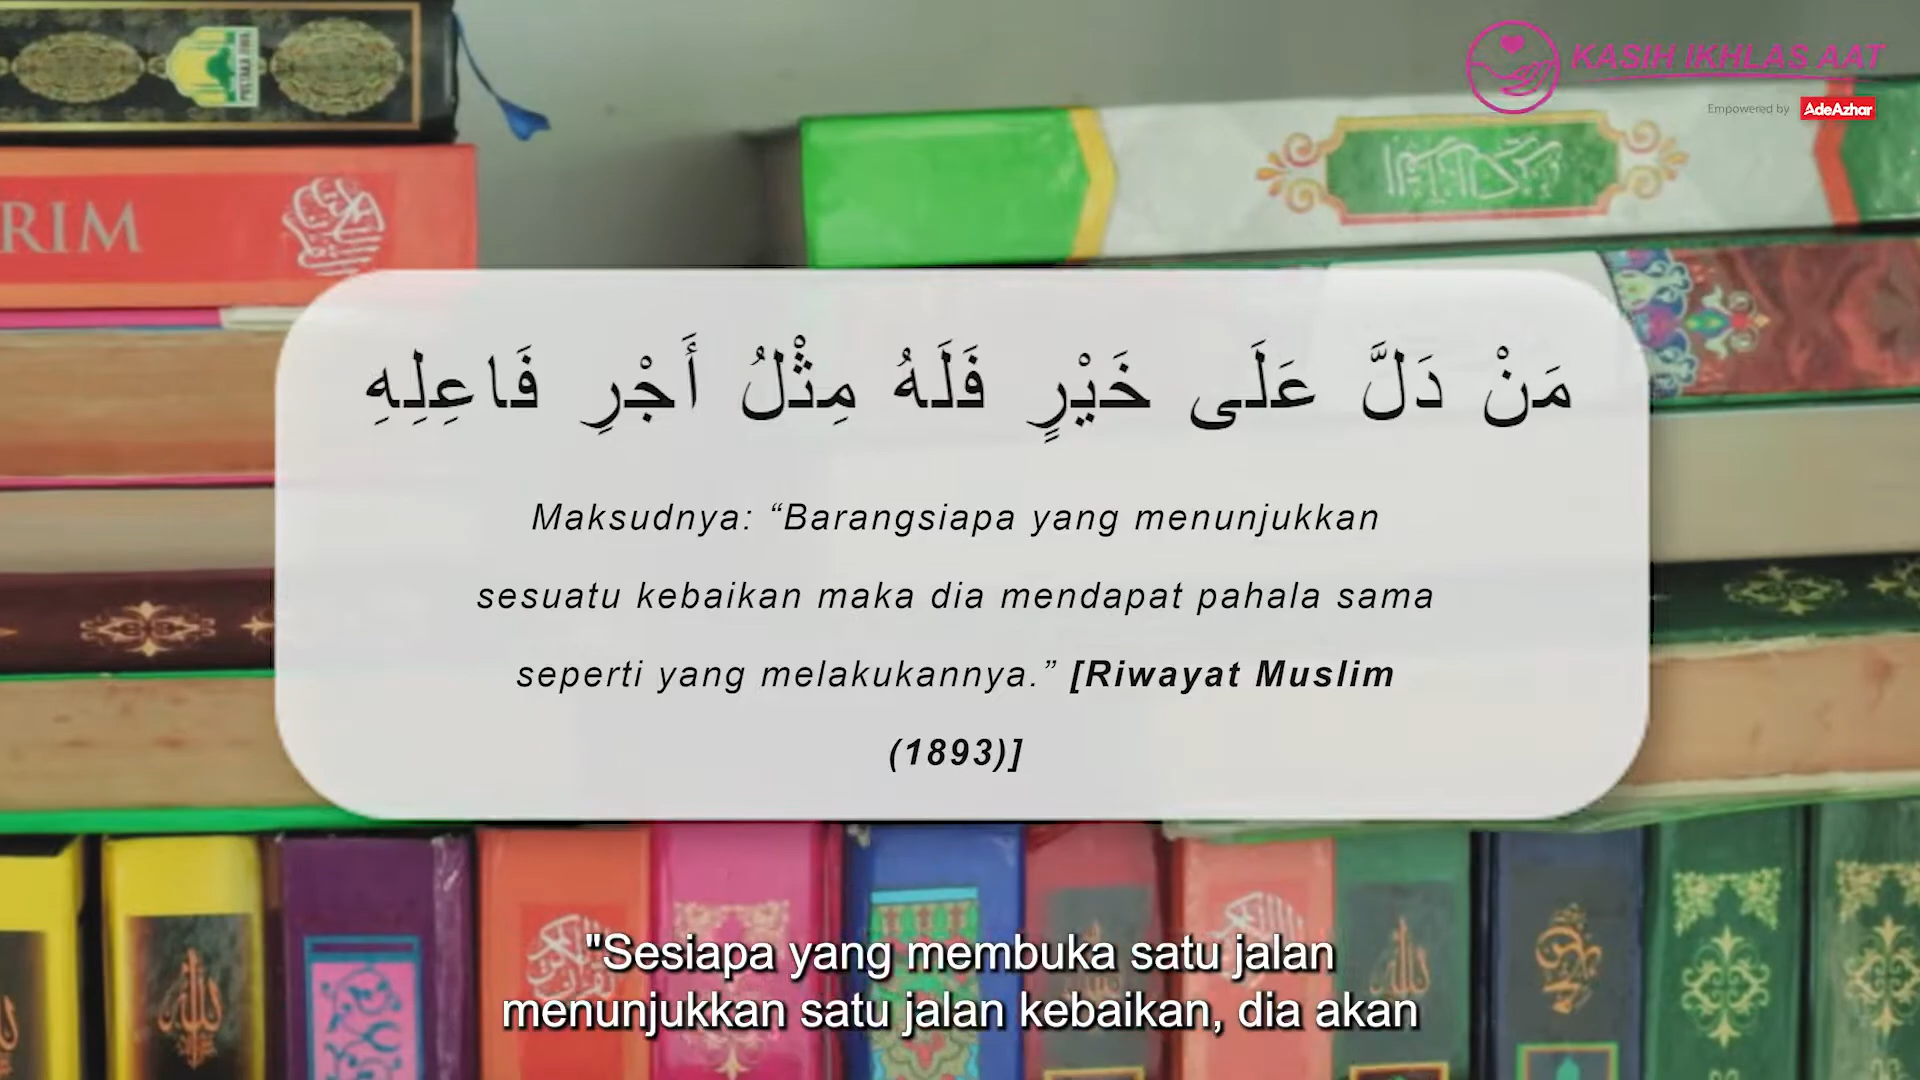 KASIH IKHLAS AAT
Empowered by AdeAzhar
RIM
مَنْ دَلَّ عَلَى خَيْرٍ فَلَهُ مِثْلُ أَجْرِ فَاعِلِهِ
Maksudnya: “Barangsiapa yang menunjukkan
sesuatu kebaikan maka dia mendapat pahala sama
seperti yang melakukannya.” [Riwayat Muslim
(1893)]
"Sesiapa yang membuka satu jalan
menunjukkan satu jalan kebaikan, dia akan